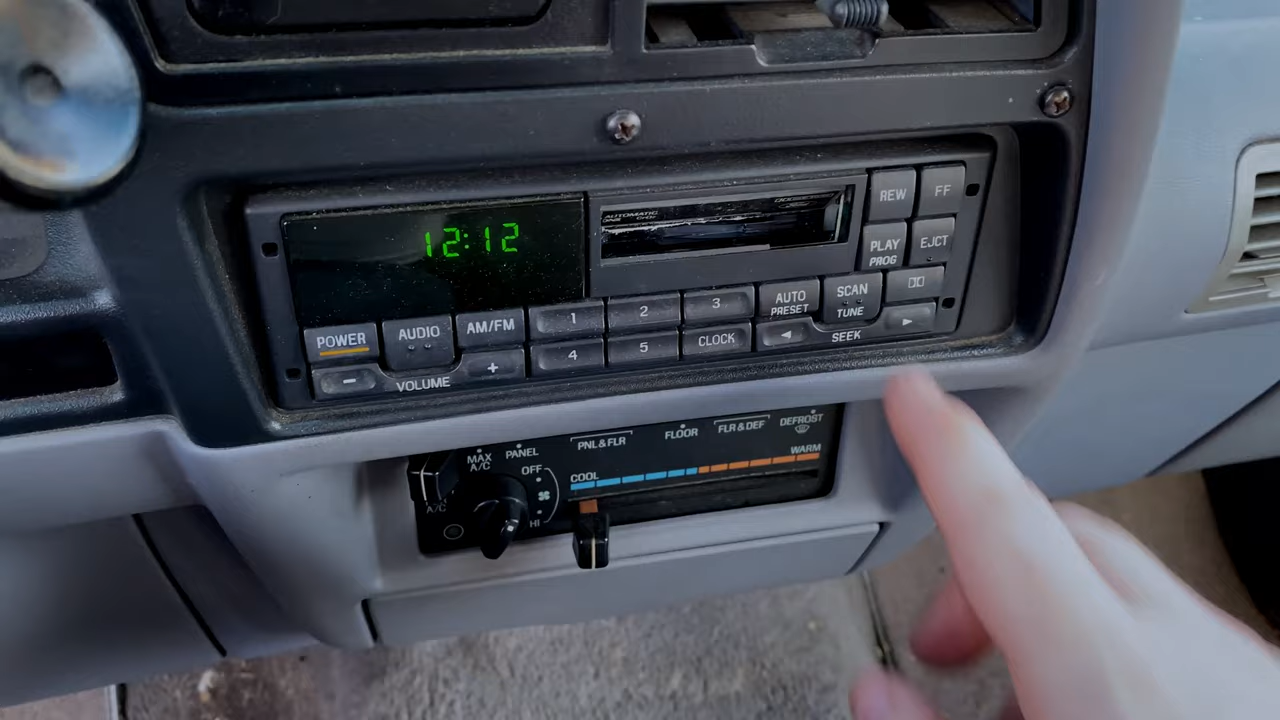 12:12
AUTOMATIC
REW
FF
PLAY
PROG
EJCT
POWER
AUDIO
AM/FM
1
2
3
AUTO
PRESET
SCAN
TUNE
−
VOLUME
+
4
5
CLOCK
◄
SEEK
►
MAX
A/C
PANEL
PNL & FLR
FLOOR
FLR & DEF
DEFROST
A/C
OFF
HI
COOL
WARM